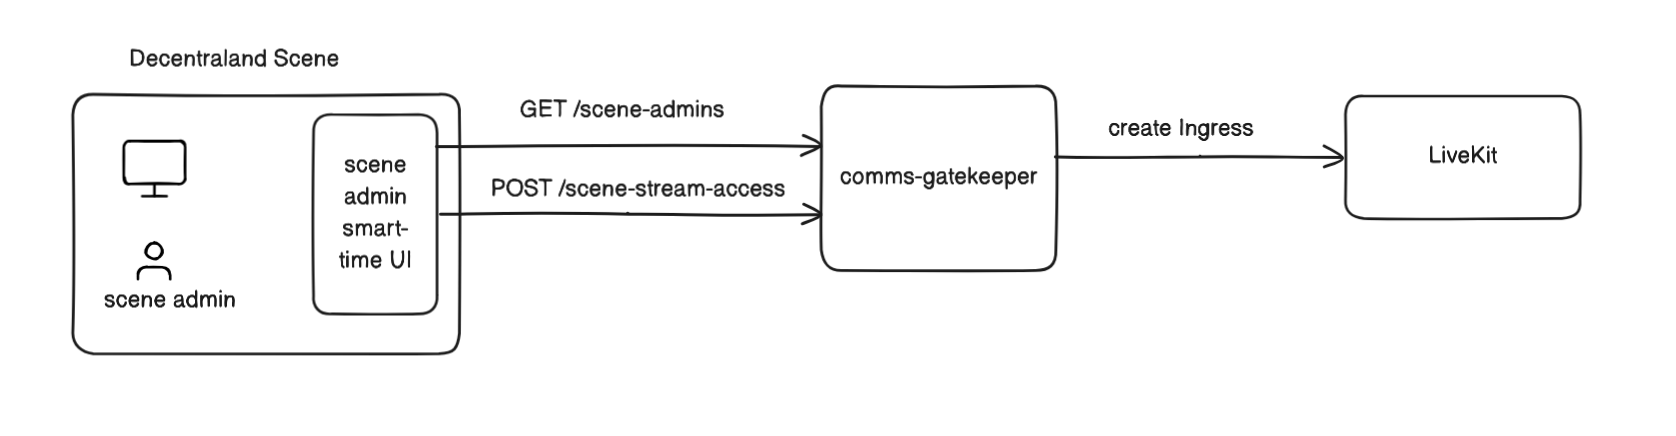 Decentraland Scene
scene
admin
smart-
time UI
scene admin
GET /scene-admins
POST /scene-stream-access
comms-gatekeeper
create Ingress
LiveKit